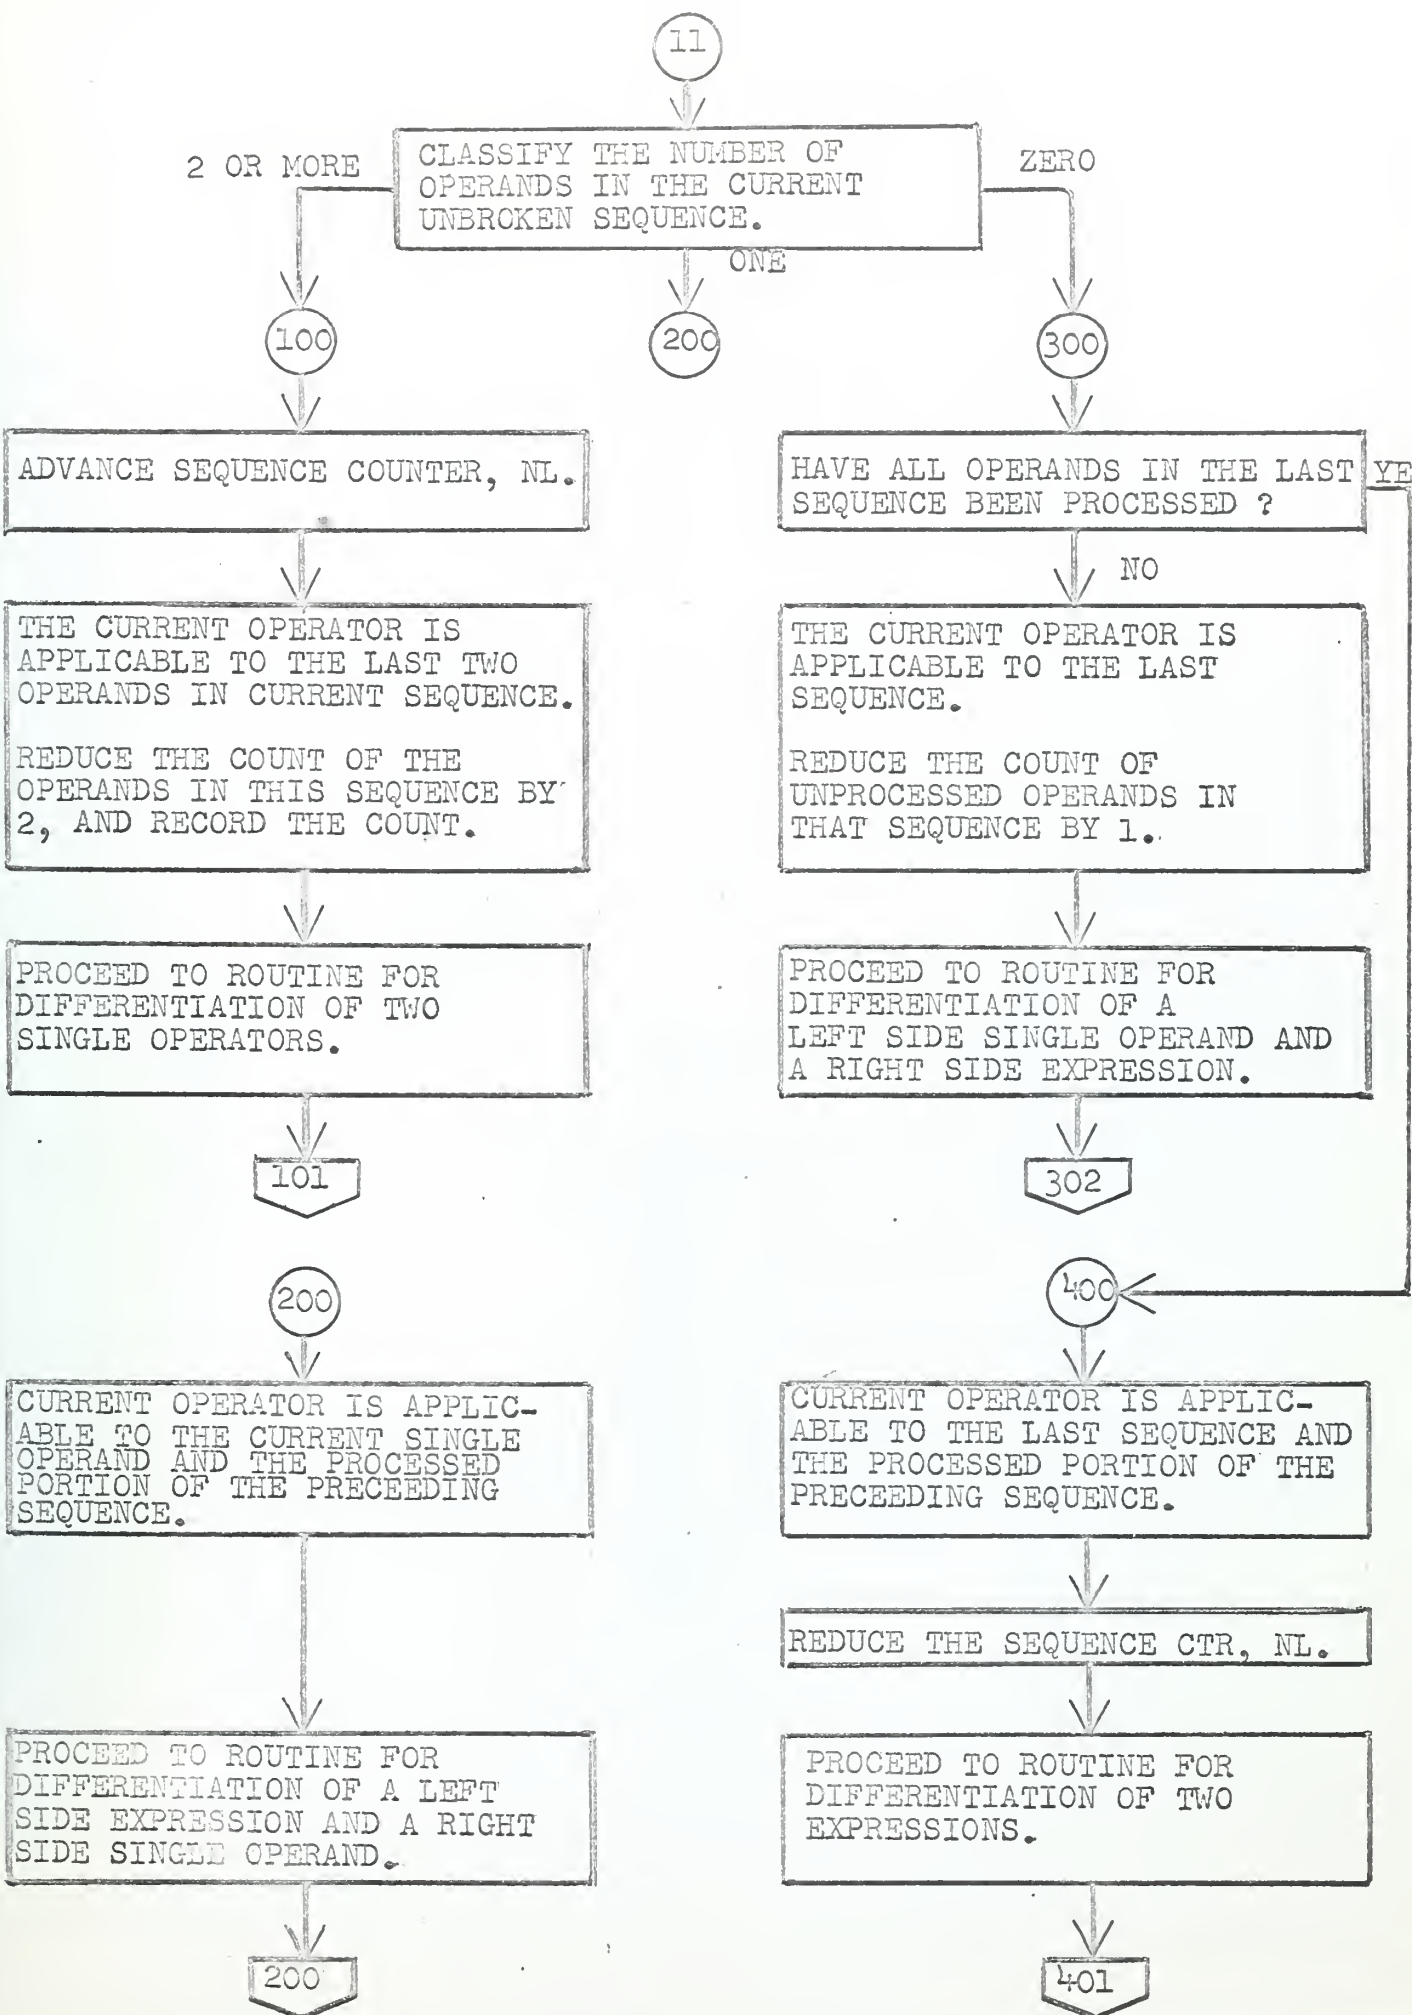 11
2 OR MORE
CLASSIFY THE NUMBER OF
OPERANDS IN THE CURRENT
UNBROKEN SEQUENCE.
ZERO
ONE
100
200
300
ADVANCE SEQUENCE COUNTER, NL.
THE CURRENT OPERATOR IS
APPLICABLE TO THE LAST TWO
OPERANDS IN CURRENT SEQUENCE.
REDUCE THE COUNT OF THE
OPERANDS IN THIS SEQUENCE BY
2, AND RECORD THE COUNT.
PROCEED TO ROUTINE FOR
DIFFERENTIATION OF TWO
SINGLE OPERATORS.
101
HAVE ALL OPERANDS IN THE LAST
SEQUENCE BEEN PROCESSED ?
YE
NO
THE CURRENT OPERATOR IS
APPLICABLE TO THE LAST
SEQUENCE.
REDUCE THE COUNT OF
UNPROCESSED OPERANDS IN
THAT SEQUENCE BY 1.
PROCEED TO ROUTINE FOR
DIFFERENTIATION OF A
LEFT SIDE SINGLE OPERAND AND
A RIGHT SIDE EXPRESSION.
302
200
CURRENT OPERATOR IS APPLIC-
ABLE TO THE CURRENT SINGLE
OPERAND AND THE PROCESSED
PORTION OF THE PRECEEDING
SEQUENCE.
PROCEED TO ROUTINE FOR
DIFFERENTIATION OF A LEFT
SIDE EXPRESSION AND A RIGHT
SIDE SINGLE OPERAND.
200
400
CURRENT OPERATOR IS APPLIC-
ABLE TO THE LAST SEQUENCE AND
THE PROCESSED PORTION OF THE
PRECEEDING SEQUENCE.
REDUCE THE SEQUENCE CTR, NL.
PROCEED TO ROUTINE FOR
DIFFERENTIATION OF TWO
EXPRESSIONS.
401